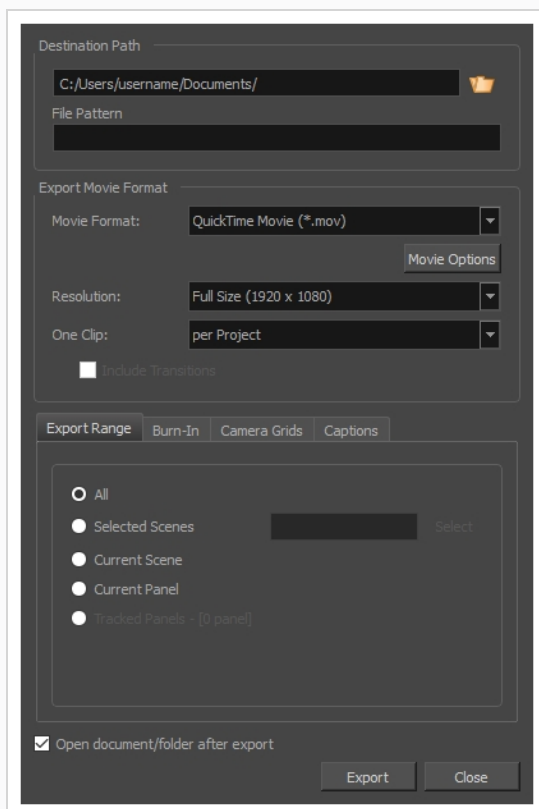 Destination Path
C:/Users/username/Documents/
File Pattern
Export Movie Format
Movie Format: QuickTime Movie (*.mov)
Movie Options
Resolution: Full Size (1920 x 1080)
One Clip: per Project
Include Transitions
Export Range Burn-In Camera Grids Captions
All
Selected Scenes Select
Current Scene
Current Panel
Tracked Panels - [0 panel]
Open document/folder after export
Export Close